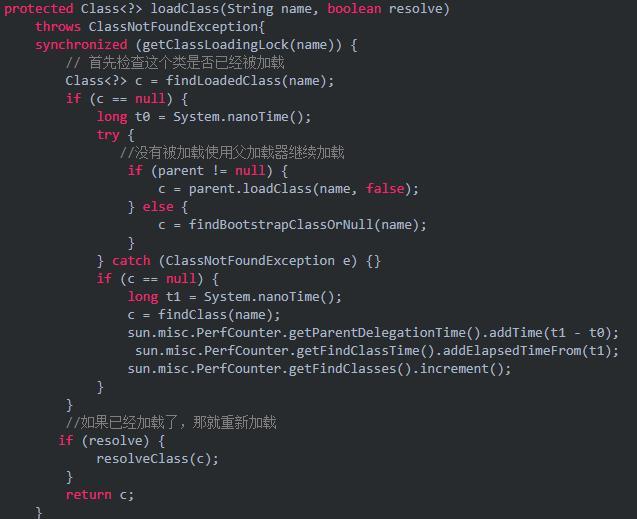 protected Class<?> loadClass(String name, boolean resolve)
    throws ClassNotFoundException{
    synchronized (getClassLoadingLock(name)) {
        // 首先检查这个类是否已经被加载
        Class<?> c = findLoadedClass(name);
        if (c == null) {
            long t0 = System.nanoTime();
            try {
               //没有被加载使用父加载器继续加载
                if (parent != null) {
                    c = parent.loadClass(name, false);
                } else {
                    c = findBootstrapClassOrNull(name);
                }
            } catch (ClassNotFoundException e) {}
            if (c == null) {
                long t1 = System.nanoTime();
                c = findClass(name);
                sun.misc.PerfCounter.getParentDelegationTime().addTime(t1 - t0);
                 sun.misc.PerfCounter.getFindClassTime().addElapsedTimeFrom(t1);
                sun.misc.PerfCounter.getFindClasses().increment();
            }
        }
        //如果已经加载了，那就重新加载
       if (resolve) {
            resolveClass(c);
        }
        return c;
    }